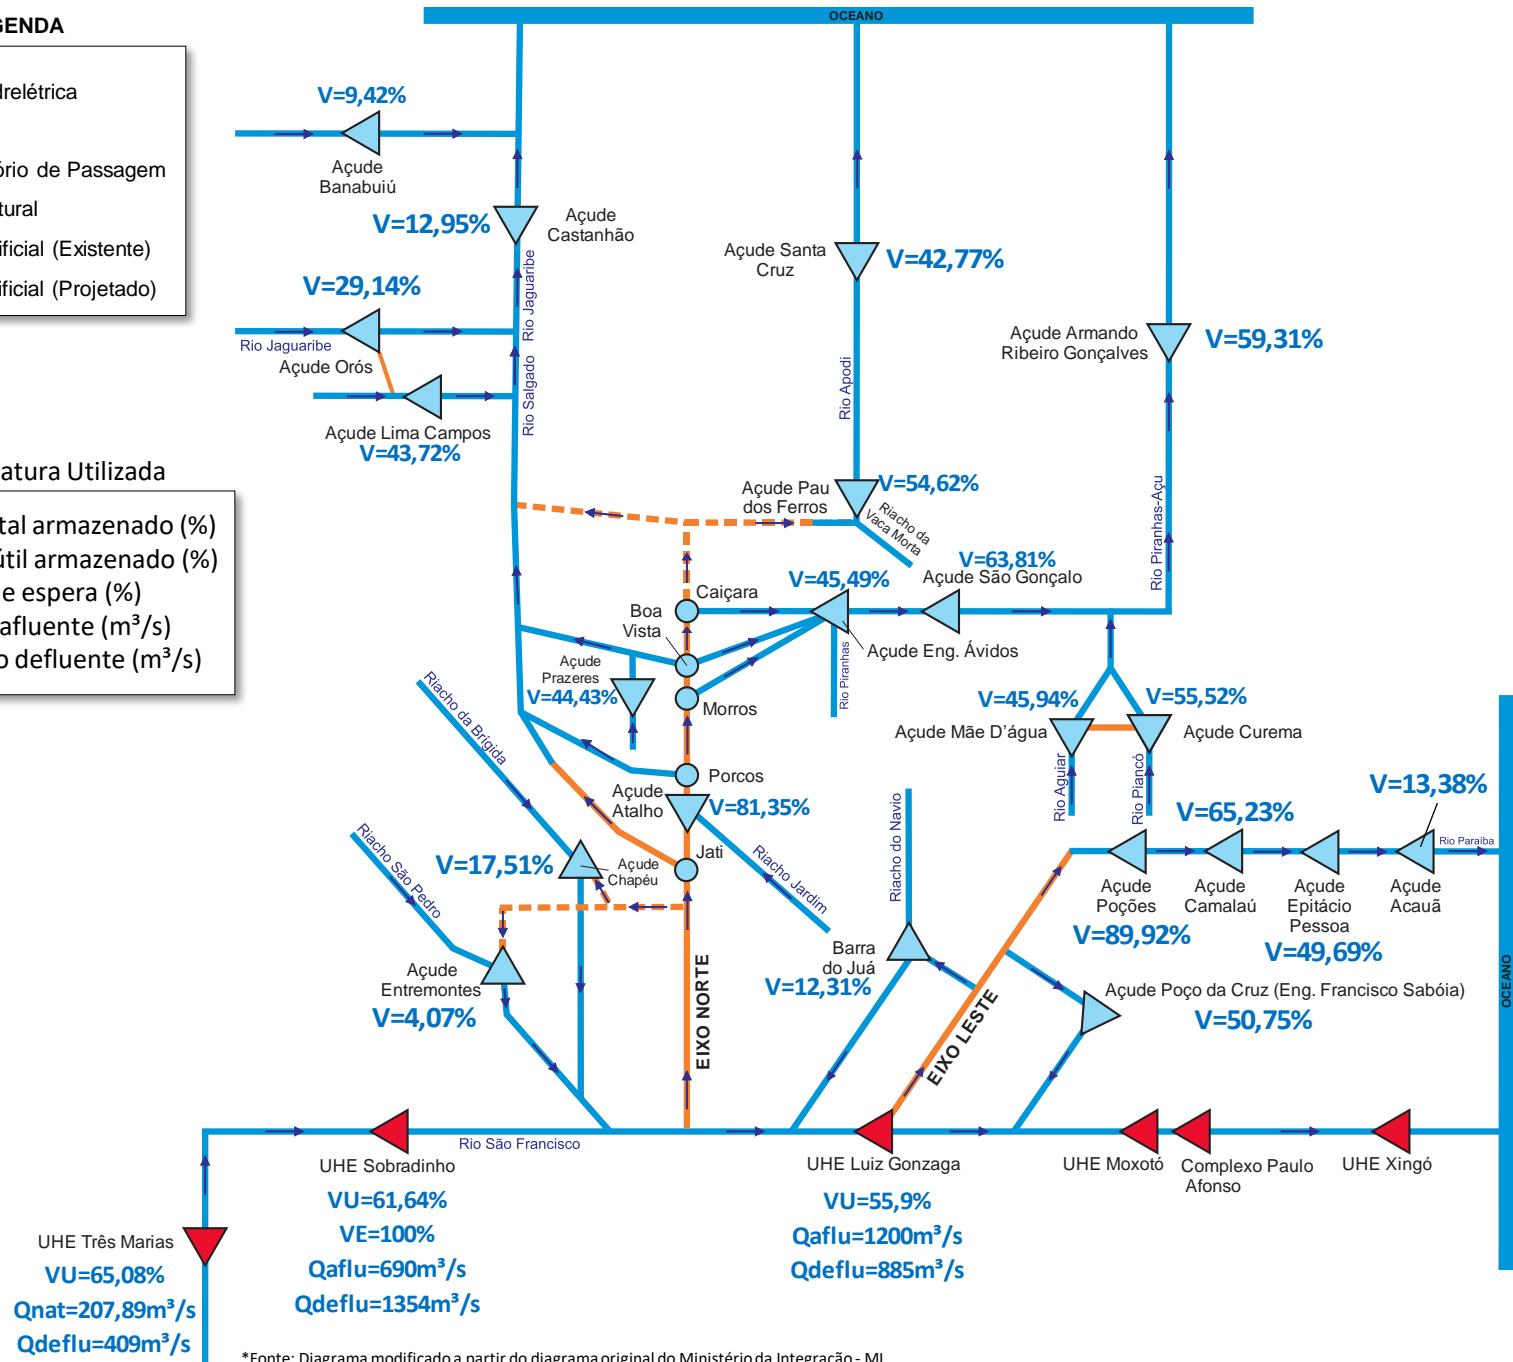 OCEANO
GENDA
drelétrica
ório de Passagem
tural
ificial (Existente)
ificial (Projetado)
V=9,42%
Açude
Banabuiú
V=12,95%
Açude
Castanhão
V=29,14%
Rio Jaguaribe
Açude Orós
Rio Jaguaribe
Rio Salgado
Açude Lima Campos
V=43,72%
Açude Santa
Cruz
V=42,77%
Rio Apodi
Açude Armando
Ribeiro Gonçalves
V=59,31%
Rio Piranhas-Açu
atura Utilizada
tal armazenado (%)
útil armazenado (%)
e espera (%)
afluente (m³/s)
o defluente (m³/s)
Açude Pau
dos Ferros
V=54,62%
Riacho da
Vaca Morta
V=63,81%
Açude São Gonçalo
V=45,49%
Caiçara
Boa
Vista
Açude Eng. Ávidos
Rio Piranhas
Açude
Prazeres
V=44,43%
Morros
Riacho da Brígida
V=45,94%
Açude Mãe D'água
V=55,52%
Açude Curema
Rio Aguiar
Rio Piancó
Porcos
Açude
Atalho
V=81,35%
Jati
Riacho Jardim
Riacho São Pedro
V=17,51%
Açude
Chapéu
Riacho do Navio
V=65,23%
V=13,38%
Rio Paraíba
Açude
Poções
V=89,92%
Açude
Camalaú
Açude
Epitácio
Pessoa
V=49,69%
Açude
Acauã
Açude
Entremontes
V=4,07%
EIXO NORTE
Barra
do Juá
V=12,31%
EIXO LESTE
Açude Poço da Cruz (Eng. Francisco Sabóia)
V=50,75%
OCEANO
Rio São Francisco
UHE Sobradinho
VU=61,64%
VE=100%
Qaflu=690m³/s
Qdeflu=1354m³/s
UHE Luiz Gonzaga
VU=55,9%
Qaflu=1200m³/s
Qdeflu=885m³/s
UHE Moxotó
Complexo Paulo
Afonso
UHE Xingó
UHE Três Marias
VU=65,08%
Qnat=207,89m³/s
Qdeflu=409m³/s
*Fonte: Diagrama modificado a partir do diagrama original do Ministério da Integração - MI